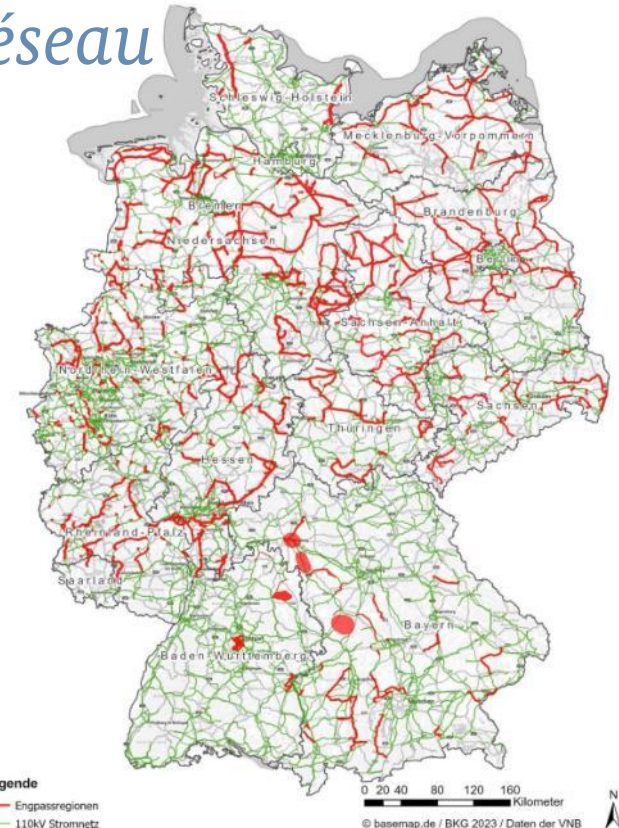 éseau
Schleswig-Holstein
Mecklenburg-Vorpommern
Hamburg
Bremen
Brandenburg
Niedersachsen
Berlin
Sachsen-Anhalt
Nordrhein-Westfalen
Sachsen
Thüringen
Hessen
Rheinland-Pfalz
Saarland
Bayern
Baden-Württemberg
gende
Engpassregionen
110kV Stromnetz
0 20 40 80 120 160
Kilometer
N
© basemap.de / BKG 2023 / Daten der VNB